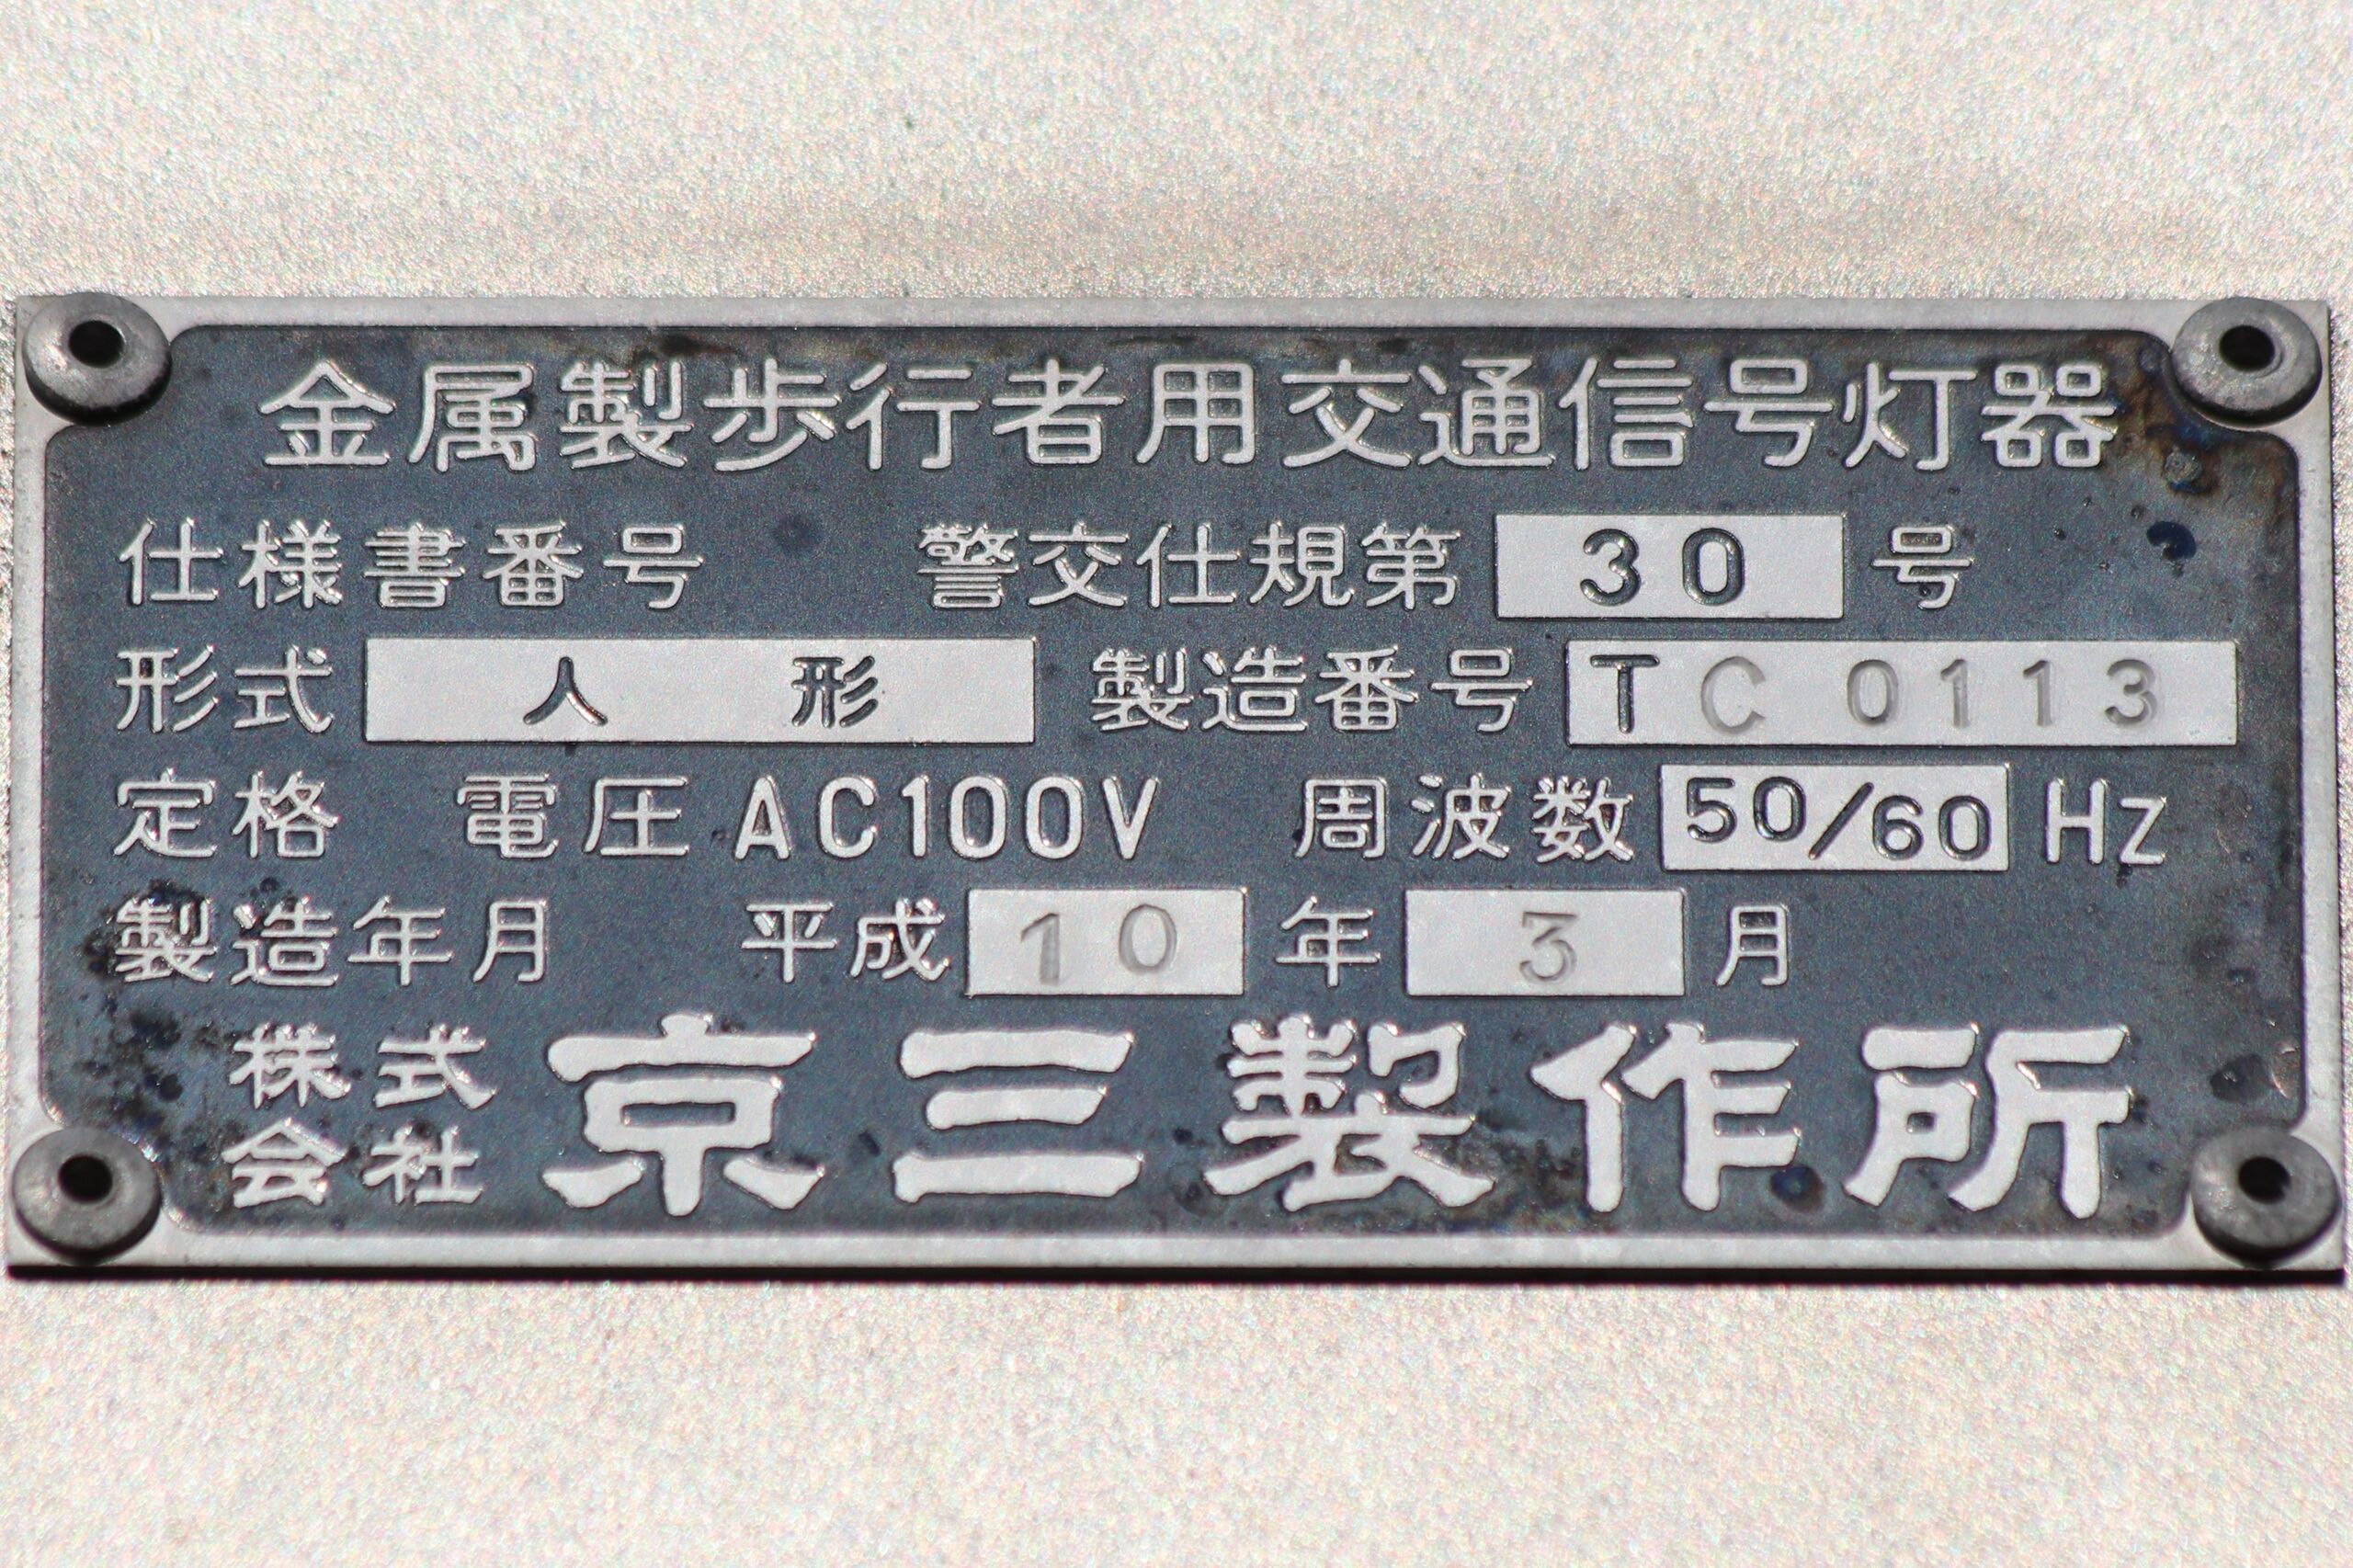 金属製歩行者用交通信号灯器
仕様書番号 警交仕規第 30 号
形式 人 形 製造番号 TC 0113
定格 電圧 AC100V 周波数 50/60 Hz
製造年月 平成 10 年 3 月
株式会社 京三製作所